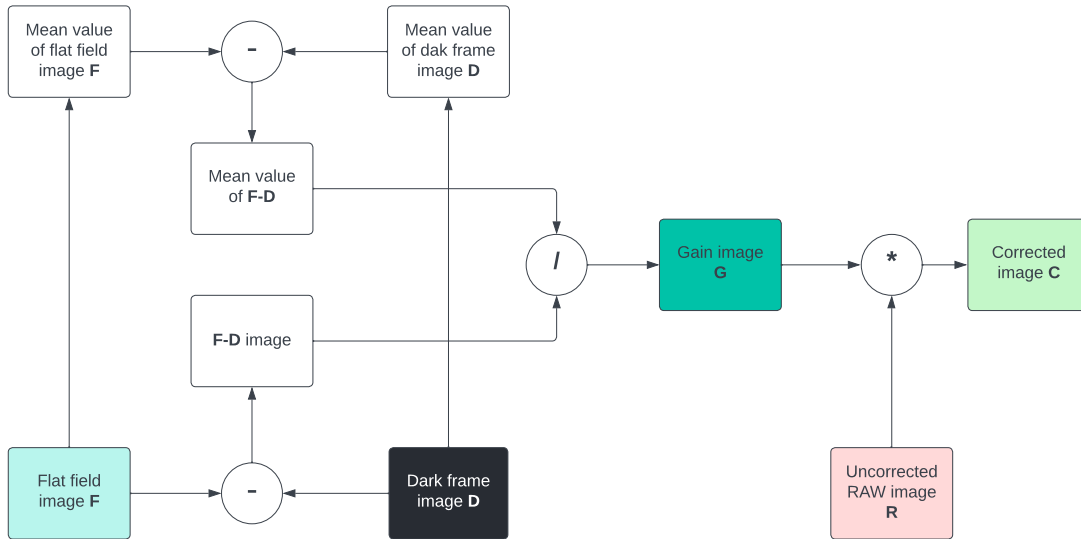 Mean value
of flat field
image F
-
Mean value
of dak frame
image D
Mean value
of F-D
/
Gain image
G
*
Corrected
image C
F-D image
Flat field
image F
-
Dark frame
image D
Uncorrected
RAW image
R